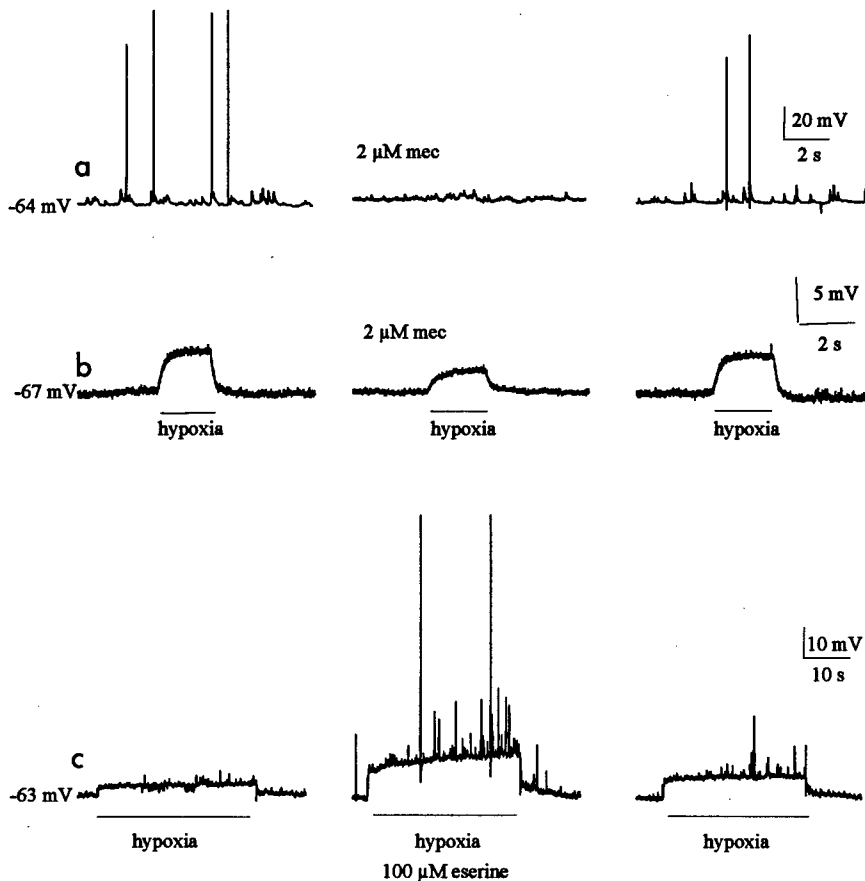 20 mV
2 s
a
2 µM mec
-64 mV
5 mV
2 s
2 µM mec
b
-67 mV
hypoxia
hypoxia
hypoxia
10 mV
10 s
c
-63 mV
hypoxia
hypoxia
hypoxia
100 µM eserine